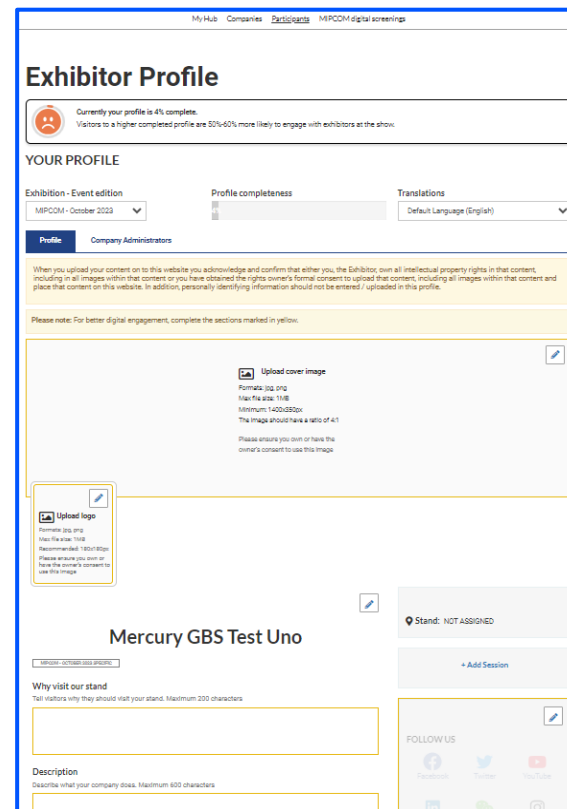 My Hub Companies Participants MIPCOM digital screenings
Exhibitor Profile
Currently your profile is 4% complete.
Visitors to a higher completed profile are 50%-60% more likely to engage with exhibitors at the show.
YOUR PROFILE
Exhibition - Event edition Profile completeness Translations
MIPCOM - October 2023 Default Language (English)
Profile Company Administrators
When you upload your content on to this website you acknowledge and confirm that either you, the Exhibitor, own all intellectual property rights in that content,
including in all images within that content or you have obtained the rights owner's formal consent to upload that content, including all images within that content and
place that content on this website. In addition, personally identifying information should not be entered / uploaded in this profile.
Please note: For better digital engagement, complete the sections marked in yellow.
Upload cover image
Formats: jpg, png
Max file size: 1MB
Minimum: 1400x350px
The image should have a ratio of 4:1
Please ensure you own or have the
owner's consent to use this image
Upload logo
Formats: jpg, png
Max file size: 1MB
Recommended: 180x180px
Please ensure you own or
have the owner's consent to
use this image
Stand: NOT ASSIGNED
Mercury GBS Test Uno
MIPCOM - OCTOBER 2023 SPECIFIC
+ Add Session
Why visit our stand
Tell visitors why they should visit your stand. Maximum 200 characters
FOLLOW US
Facebook Twitter YouTube
Description
Describe what your company does. Maximum 600 characters